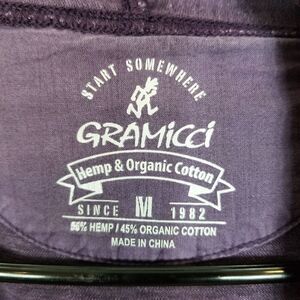 START SOMEWHERE
GRAMICCI
Hemp & Organic Cotton
SINCE M 1982
55% HEMP / 45% ORGANIC COTTON
MADE IN CHINA